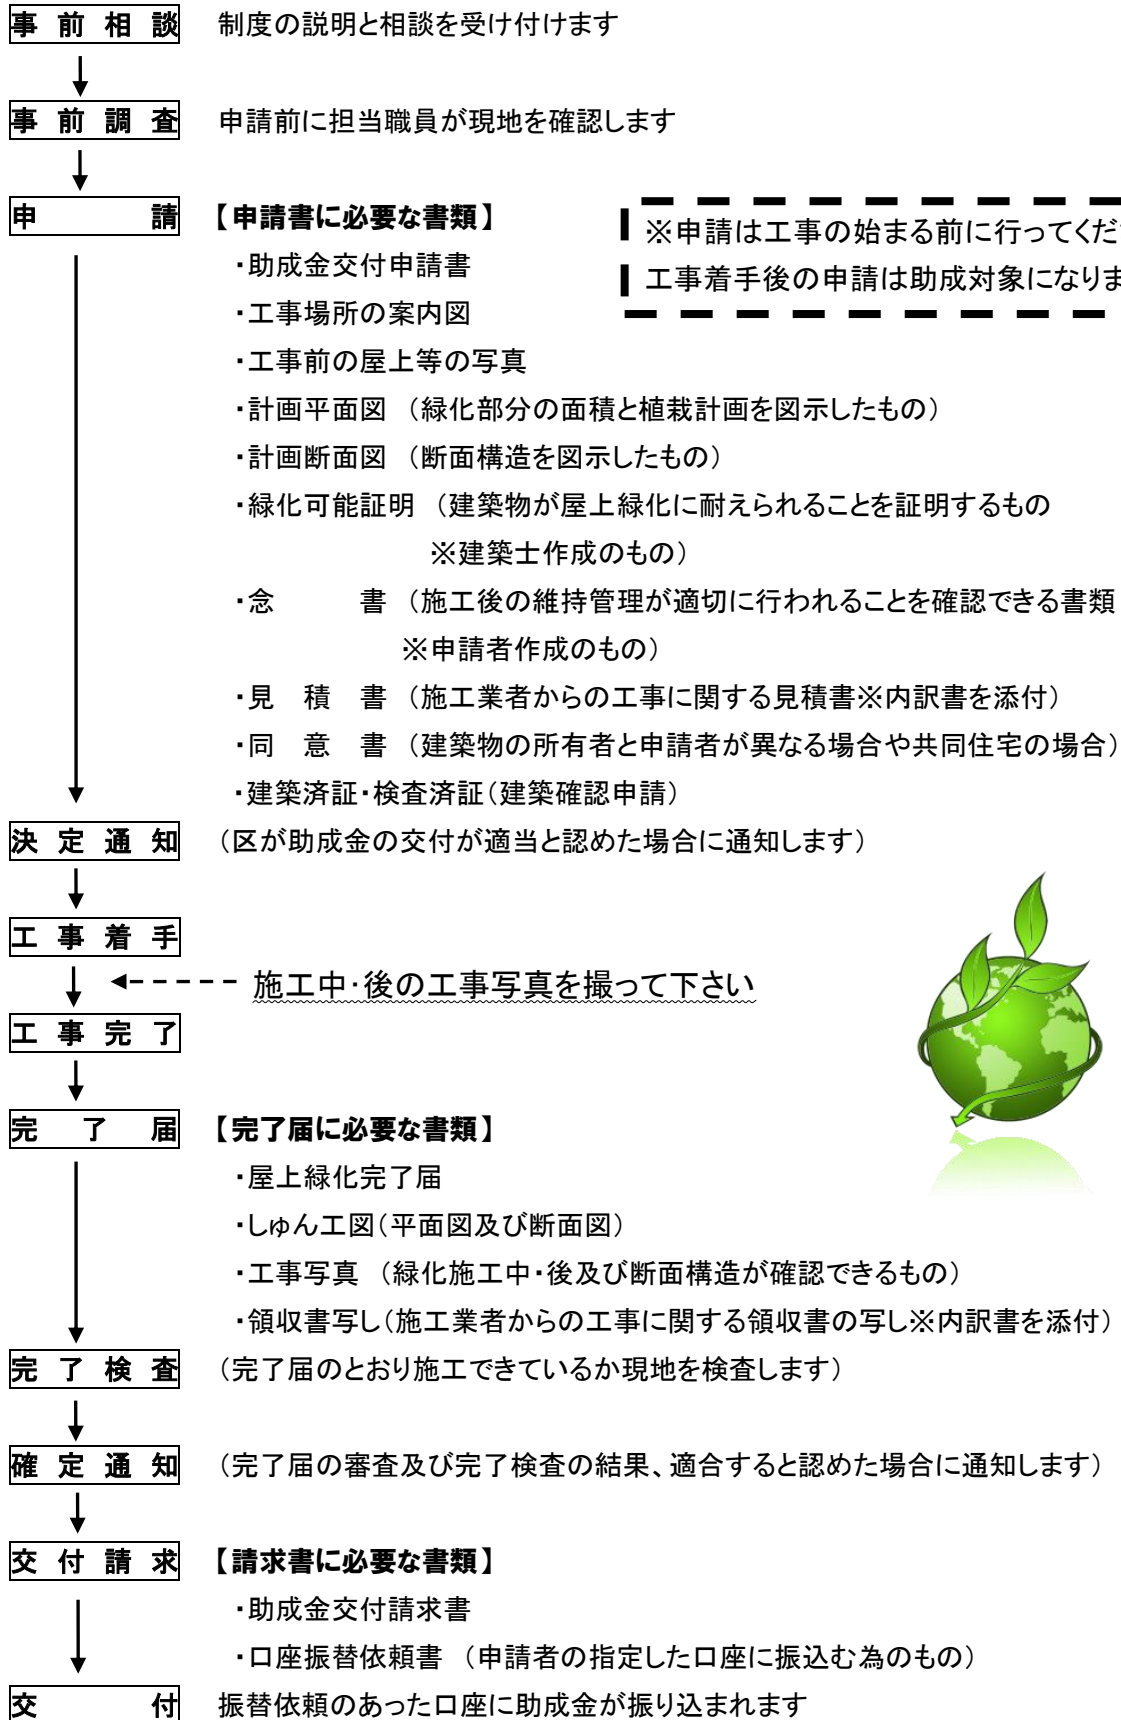 事前相談 制度の説明と相談を受け付けます
事前調査 申請前に担当職員が現地を確認します
申請 【申請書に必要な書類】
※申請は工事の始まる前に行ってくだ
・助成金交付申請書
工事着手後の申請は助成対象になりま
・工事場所の案内図
・工事前の屋上等の写真
・計画平面図 （緑化部分の面積と植栽計画を図示したもの）
・計画断面図 （断面構造を図示したもの）
・緑化可能証明 （建築物が屋上緑化に耐えられることを証明するもの
※建築士作成のもの）
・念書 （施工後の維持管理が適切に行われることを確認できる書類
※申請者作成のもの）
・見積書 （施工業者からの工事に関する見積書※内訳書を添付）
・同意書 （建築物の所有者と申請者が異なる場合や共同住宅の場合）
・建築済証・検査済証（建築確認申請）
決定通知 （区が助成金の交付が適当と認めた場合に通知します）
工事着手
施工中・後の工事写真を撮って下さい
工事完了
完了届 【完了届に必要な書類】
・屋上緑化完了届
・しゅん工図（平面図及び断面図）
・工事写真 （緑化施工中・後及び断面構造が確認できるもの）
・領収書写し（施工業者からの工事に関する領収書の写し※内訳書を添付）
完了検査 （完了届のとおり施工できているか現地を検査します）
確定通知 （完了届の審査及び完了検査の結果、適合すると認めた場合に通知します）
交付請求 【請求書に必要な書類】
・助成金交付請求書
・口座振替依頼書 （申請者の指定した口座に振込む為のもの）
交付 振替依頼のあった口座に助成金が振り込まれます